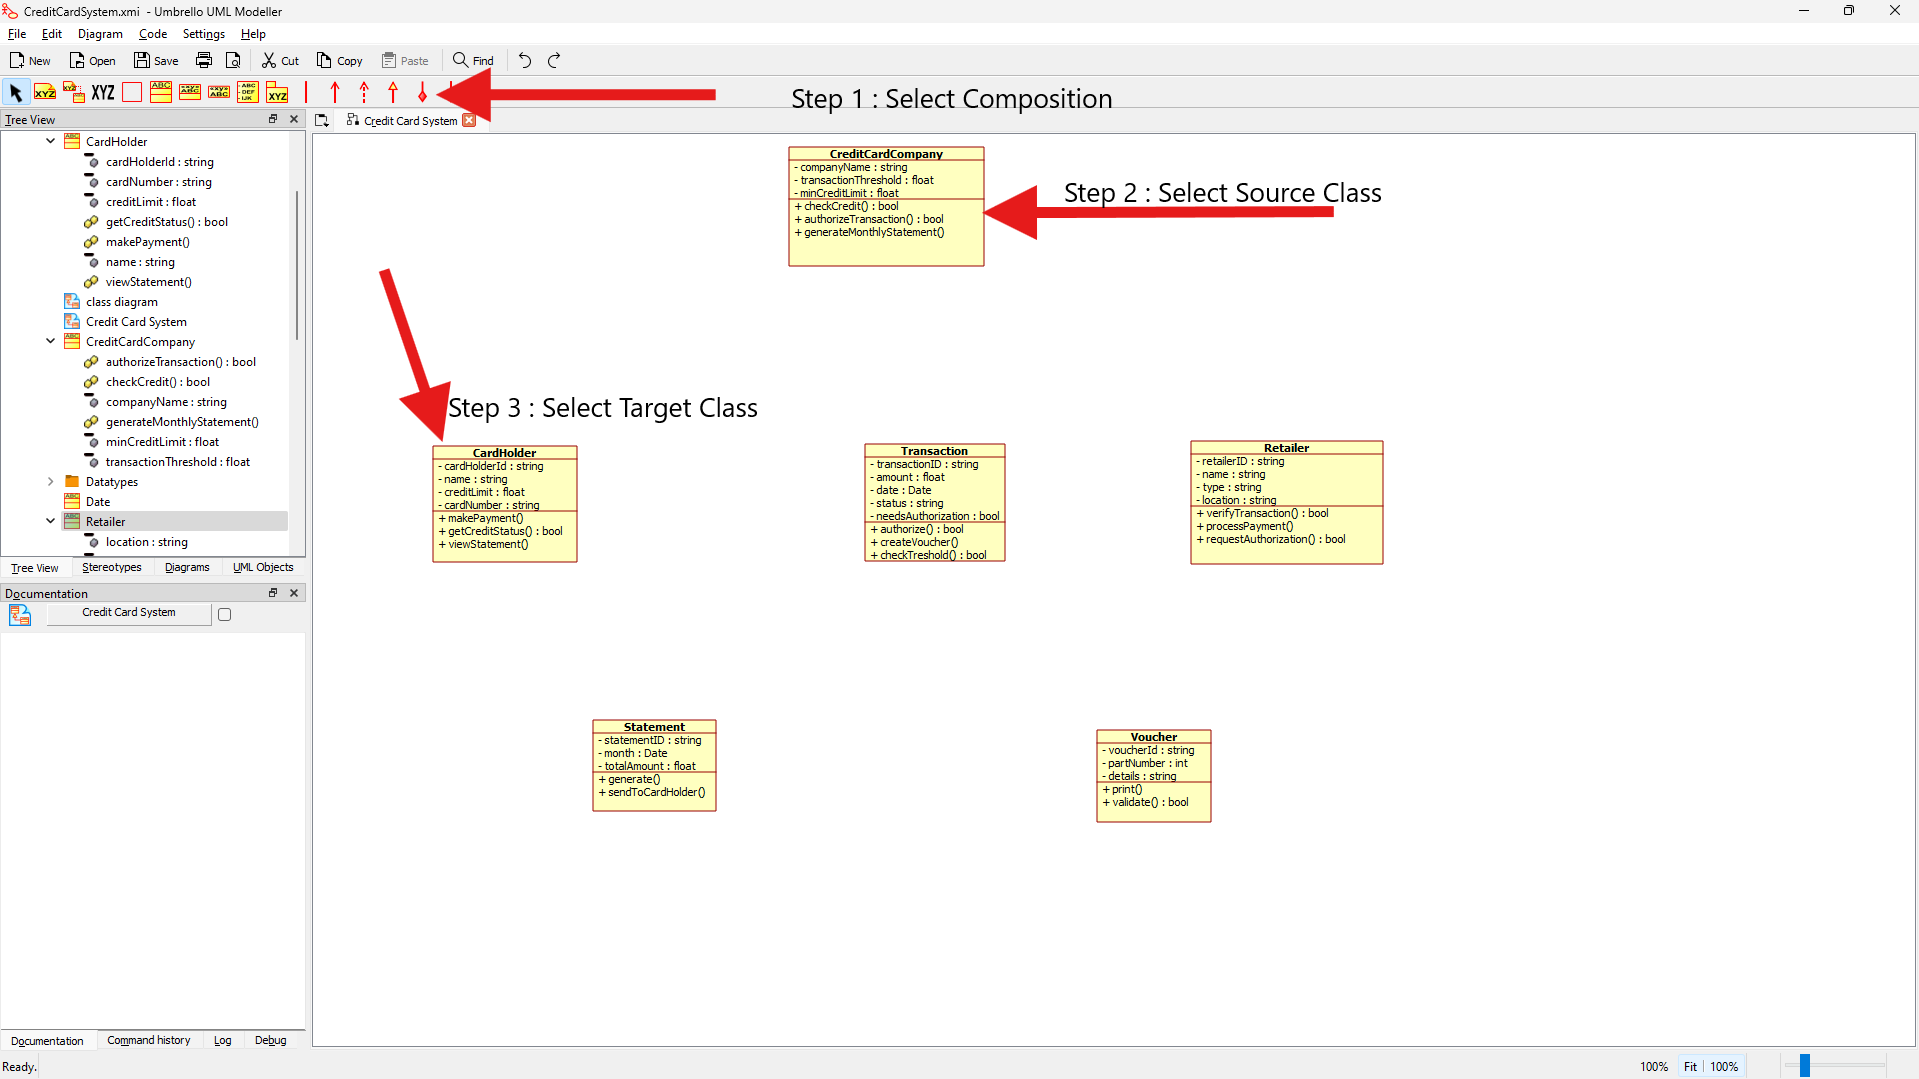 CreditCardSystem.xmi - Umbrello UML Modeller
File Edit Diagram Code Settings Help
New Open Save Cut Copy Paste Find
XYZ XYZ ABC XYZ
Step 1 : Select Composition
Tree View
Credit Card System
CardHolder
cardHolderId : string
cardNumber : string
creditLimit : float
getCreditStatus() : bool
makePayment()
name : string
viewStatement()
class diagram
Credit Card System
CreditCardCompany
authorizeTransaction() : bool
checkCredit() : bool
companyName : string
generateMonthlyStatement()
minCreditLimit : float
transactionThreshold : float
Datatypes
Date
Retailer
location : string
Tree View Stereotypes Diagrams UML Objects
Documentation
Credit Card System
Documentation Command history Log Debug
Ready.
CreditCardCompany
- companyName : string
- transactionThreshold : float
- minCreditLimit : float
+ checkCredit() : bool
+ authorizeTransaction() : bool
+ generateMonthlyStatement()
Step 2 : Select Source Class
Step 3 : Select Target Class
CardHolder
- cardHolderId : string
- name : string
- creditLimit : float
- cardNumber : string
+ makePayment()
+ getCreditStatus() : bool
+ viewStatement()
Transaction
- transactionID : string
- amount : float
- date : Date
- status : string
- needsAuthorization : bool
+ authorize() : bool
+ createVoucher()
+ checkTreshold() : bool
Retailer
- retailerID : string
- name : string
- type : string
- location : string
+ verifyTransaction() : bool
+ processPayment()
+ requestAuthorization() : bool
Statement
- statementID : string
- month : Date
- totalAmount : float
+ generate()
+ sendToCardHolder()
Voucher
- voucherId : string
- partNumber : int
- details : string
+ print()
+ validate() : bool
100% Fit 100%